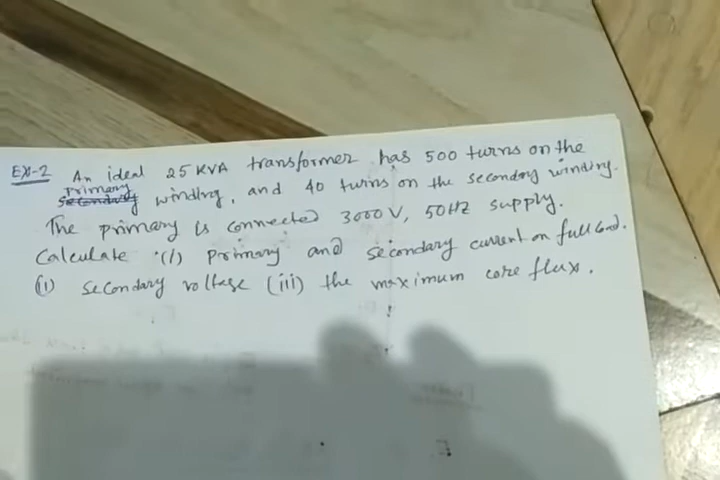 EX-2 An ideal 25 KVA transformer has 500 turns on the
Primary winding, and 40 turns on the secondary winding.
The primary is connected 3000 V, 50HZ supply.
Calculate (i) Primary and secondary current on full load.
(ii) secondary voltage (iii) the maximum core flux.